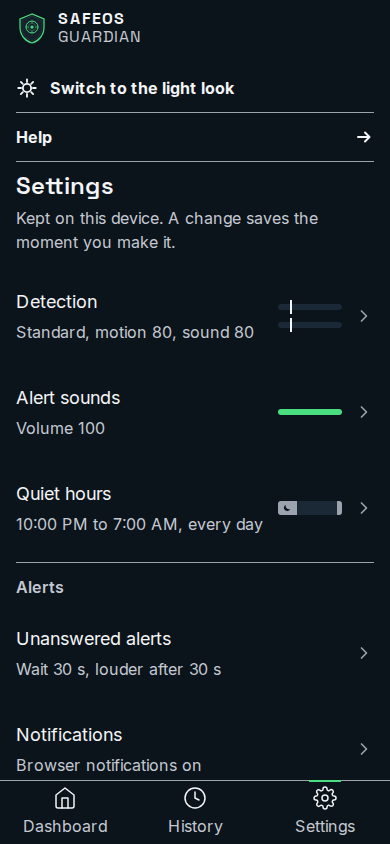 SAFEOS
GUARDIAN
Switch to the light look
Help
Settings
Kept on this device. A change saves the
moment you make it.
Detection
Standard, motion 80, sound 80
Alert sounds
Volume 100
Quiet hours
10:00 PM to 7:00 AM, every day
Alerts
Unanswered alerts
Wait 30 s, louder after 30 s
Notifications
Browser notifications on
Dashboard
History
Settings